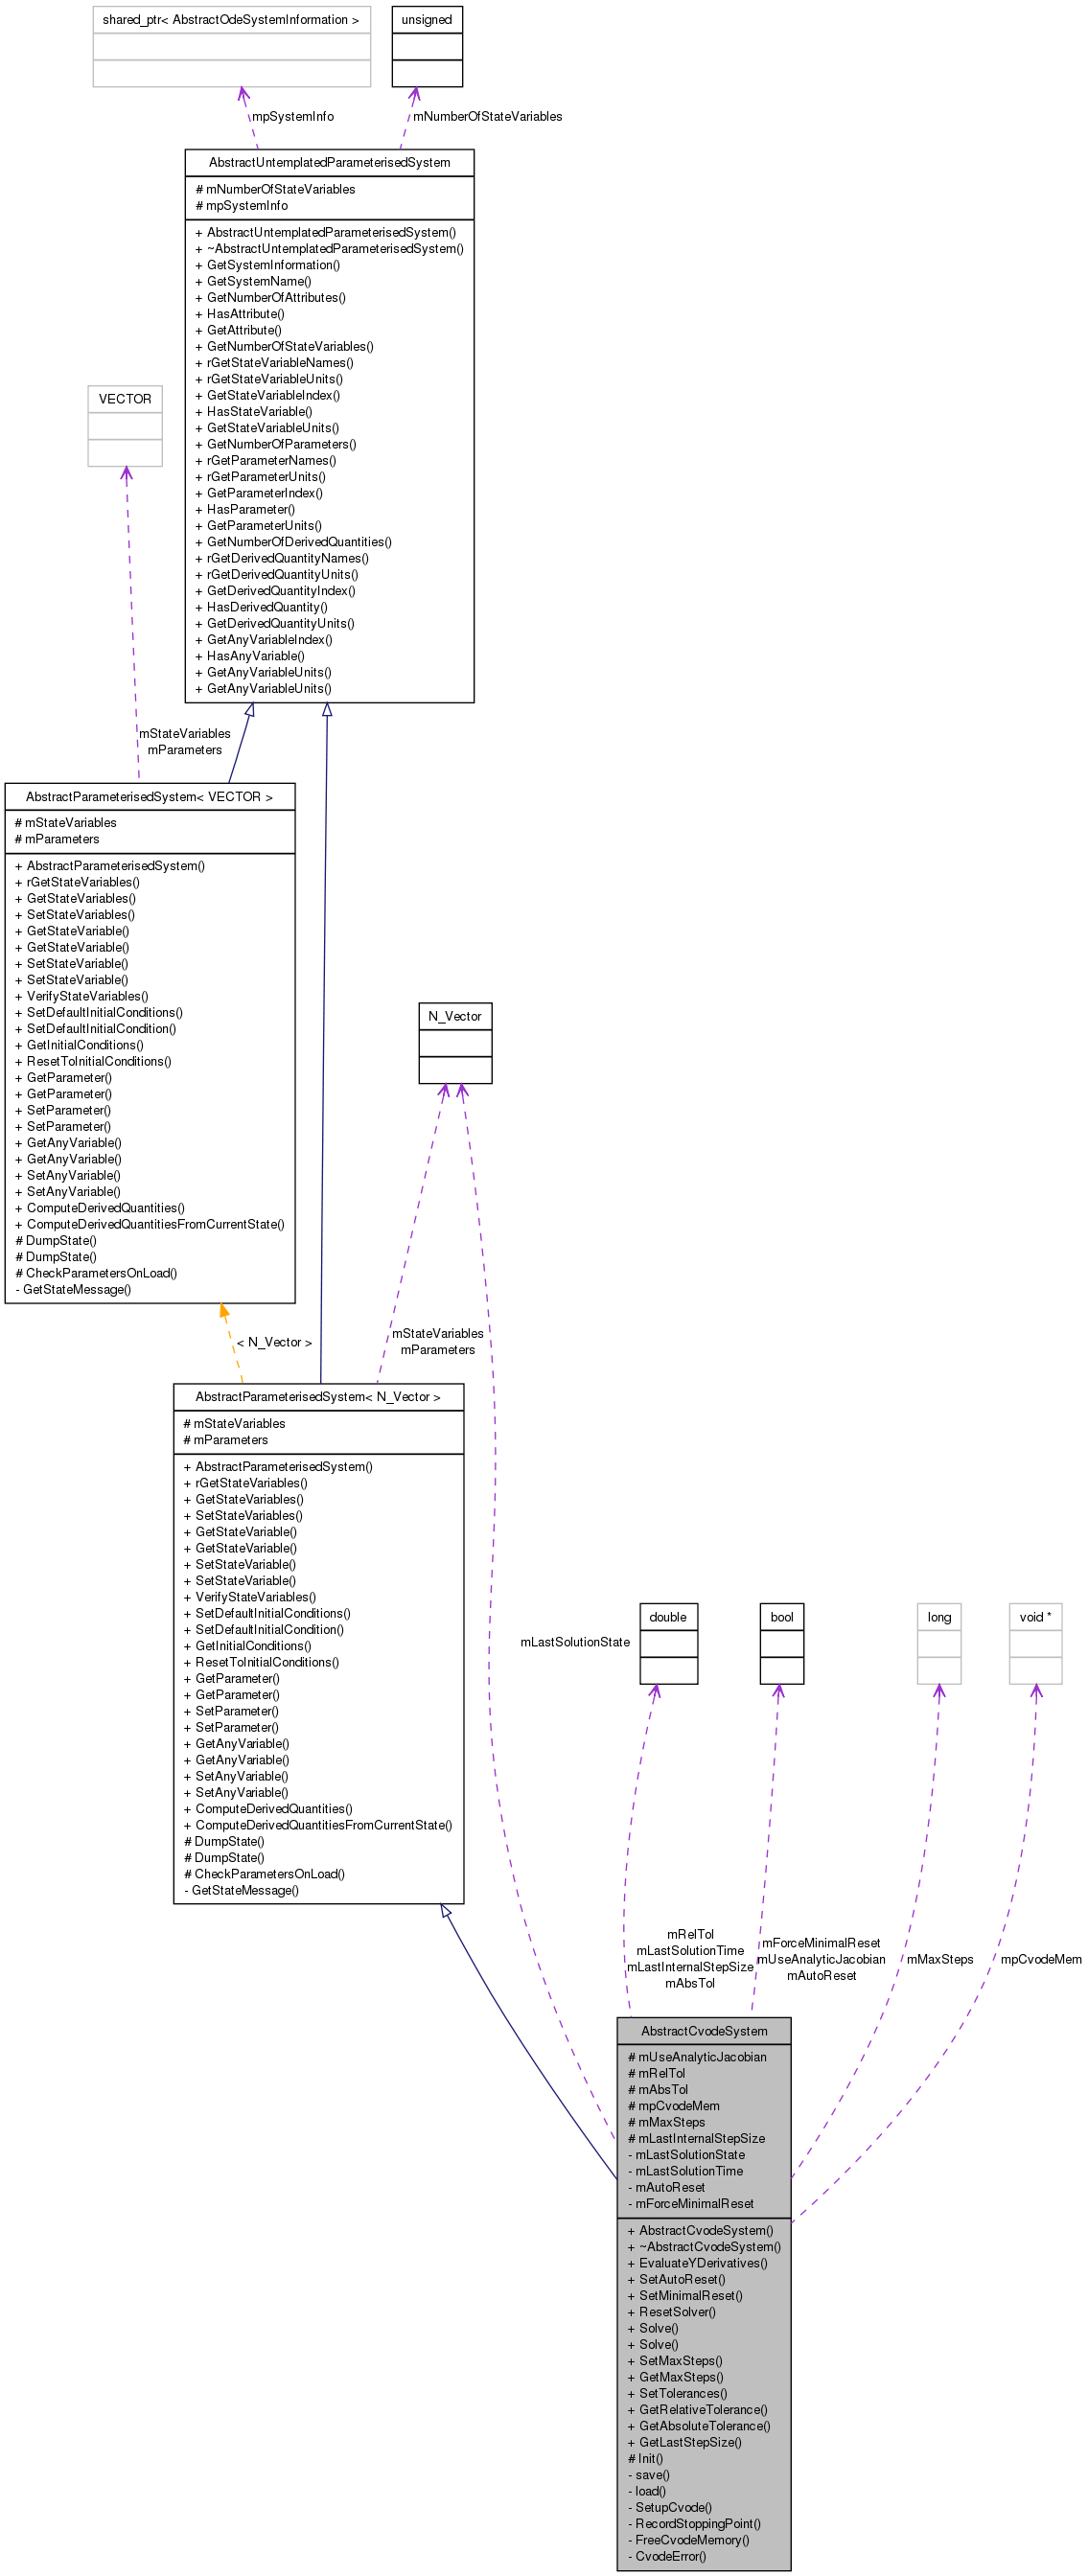 shared_ptr< AbstractOdeSystemInformation >
unsigned
mpSystemInfo
mNumberOfStateVariables
AbstractUntemplatedParameterisedSystem
# mNumberOfStateVariables
# mpSystemInfo
+ AbstractUntemplatedParameterisedSystem()
+ ~AbstractUntemplatedParameterisedSystem()
+ GetSystemInformation()
+ GetSystemName()
+ GetNumberOfAttributes()
+ HasAttribute()
+ GetAttribute()
+ GetNumberOfStateVariables()
+ rGetStateVariableNames()
+ rGetStateVariableUnits()
+ GetStateVariableIndex()
+ HasStateVariable()
+ GetStateVariableUnits()
+ GetNumberOfParameters()
+ rGetParameterNames()
+ rGetParameterUnits()
+ GetParameterIndex()
+ HasParameter()
+ GetParameterUnits()
+ GetNumberOfDerivedQuantities()
+ rGetDerivedQuantityNames()
+ rGetDerivedQuantityUnits()
+ GetDerivedQuantityIndex()
+ HasDerivedQuantity()
+ GetDerivedQuantityUnits()
+ GetAnyVariableIndex()
+ HasAnyVariable()
+ GetAnyVariableUnits()
+ GetAnyVariableUnits()
VECTOR
mStateVariables
mParameters
AbstractParameterisedSystem< VECTOR >
# mStateVariables
# mParameters
+ AbstractParameterisedSystem()
+ rGetStateVariables()
+ GetStateVariables()
+ SetStateVariables()
+ GetStateVariable()
+ GetStateVariable()
+ SetStateVariable()
+ SetStateVariable()
+ VerifyStateVariables()
+ SetDefaultInitialConditions()
+ SetDefaultInitialCondition()
+ GetInitialConditions()
+ ResetToInitialConditions()
+ GetParameter()
+ GetParameter()
+ SetParameter()
+ SetParameter()
+ GetAnyVariable()
+ GetAnyVariable()
+ SetAnyVariable()
+ SetAnyVariable()
+ ComputeDerivedQuantities()
+ ComputeDerivedQuantitiesFromCurrentState()
# DumpState()
# DumpState()
# CheckParametersOnLoad()
- GetStateMessage()
N_Vector
< N_Vector >
mStateVariables
mParameters
AbstractParameterisedSystem< N_Vector >
# mStateVariables
# mParameters
+ AbstractParameterisedSystem()
+ rGetStateVariables()
+ GetStateVariables()
+ SetStateVariables()
+ GetStateVariable()
+ GetStateVariable()
+ SetStateVariable()
+ SetStateVariable()
+ VerifyStateVariables()
+ SetDefaultInitialConditions()
+ SetDefaultInitialCondition()
+ GetInitialConditions()
+ ResetToInitialConditions()
+ GetParameter()
+ GetParameter()
+ SetParameter()
+ SetParameter()
+ GetAnyVariable()
+ GetAnyVariable()
+ SetAnyVariable()
+ SetAnyVariable()
+ ComputeDerivedQuantities()
+ ComputeDerivedQuantitiesFromCurrentState()
# DumpState()
# DumpState()
# CheckParametersOnLoad()
- GetStateMessage()
mLastSolutionState
double
bool
long
void *
mRelTol
mLastSolutionTime
mLastInternalStepSize
mAbsTol
mForceMinimalReset
mUseAnalyticJacobian
mAutoReset
mMaxSteps
mpCvodeMem
AbstractCvodeSystem
# mUseAnalyticJacobian
# mRelTol
# mAbsTol
# mpCvodeMem
# mMaxSteps
# mLastInternalStepSize
- mLastSolutionState
- mLastSolutionTime
- mAutoReset
- mForceMinimalReset
+ AbstractCvodeSystem()
+ ~AbstractCvodeSystem()
+ EvaluateYDerivatives()
+ SetAutoReset()
+ SetMinimalReset()
+ ResetSolver()
+ Solve()
+ Solve()
+ SetMaxSteps()
+ GetMaxSteps()
+ SetTolerances()
+ GetRelativeTolerance()
+ GetAbsoluteTolerance()
+ GetLastStepSize()
# Init()
- save()
- load()
- SetupCvode()
- RecordStoppingPoint()
- FreeCvodeMemory()
- CvodeError()